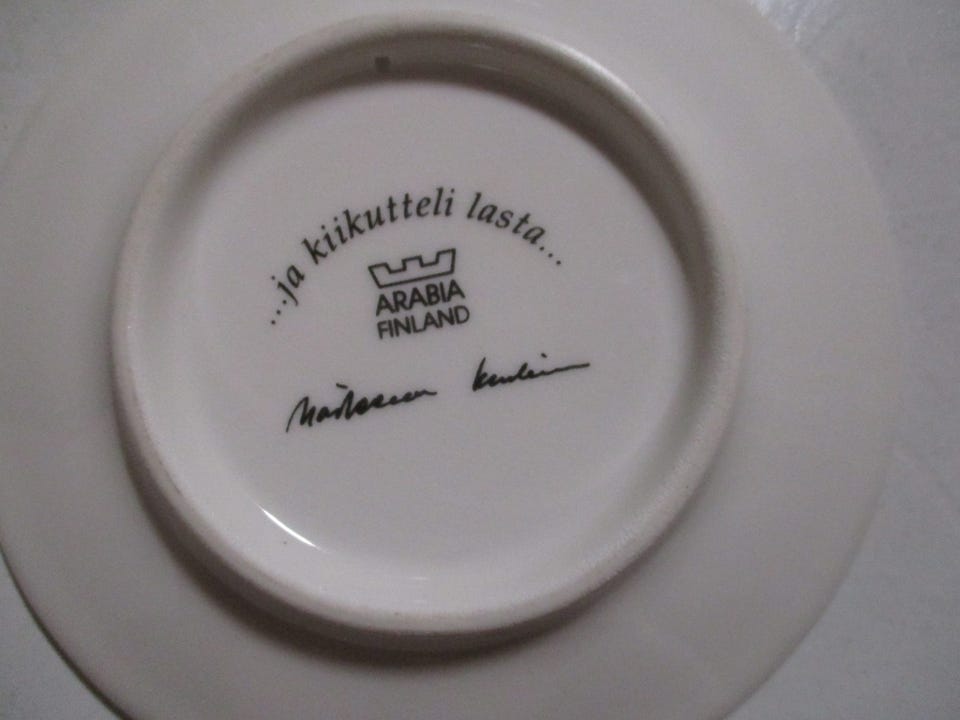 ...ja kiikutteli lasta...
ARABIA
FINLAND